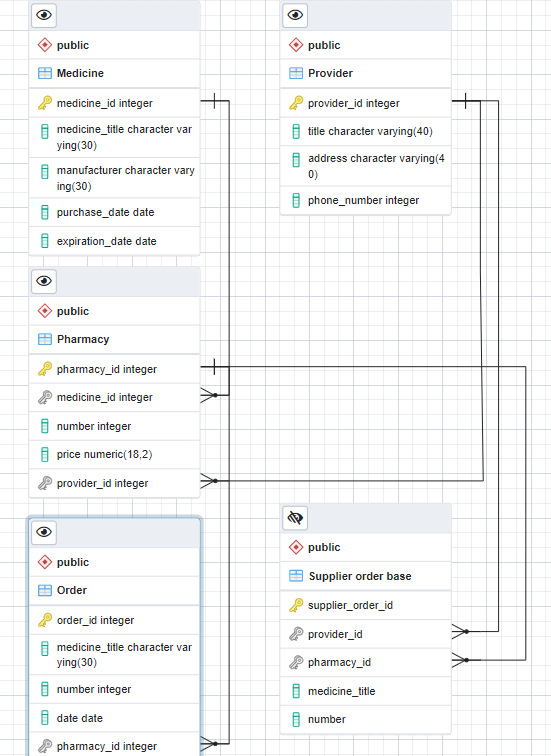 public
Medicine
medicine_id integer
medicine_title character var
ying(30)
manufacturer character vary
ing(30)
purchase_date date
expiration_date date
public
Provider
provider_id integer
title character varying(40)
address character varying(4
0)
phone_number integer
public
Pharmacy
pharmacy_id integer
medicine_id integer
number integer
price numeric(18,2)
provider_id integer
public
Order
order_id integer
medicine_title character var
ying(30)
number integer
date date
pharmacy_id integer
public
Supplier order base
supplier_order_id
provider_id
pharmacy_id
medicine_title
number